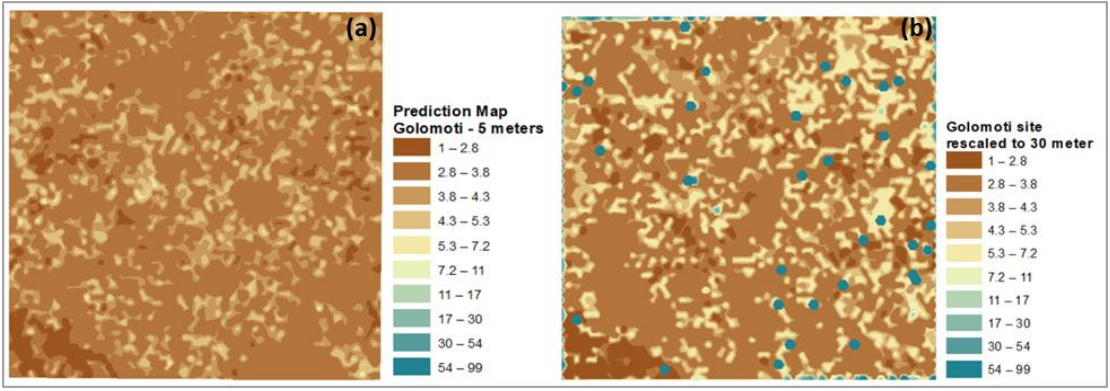 (a)
Prediction Map
Golomoti - 5 meters
1 – 2.8
2.8 – 3.8
3.8 – 4.3
4.3 – 5.3
5.3 – 7.2
7.2 – 11
11 – 17
17 – 30
30 – 54
54 – 99
(b)
Golomoti site
rescaled to 30 meter
1 – 2.8
2.8 – 3.8
3.8 – 4.3
4.3 – 5.3
5.3 – 7.2
7.2 – 11
11 – 17
17 – 30
30 – 54
54 – 99